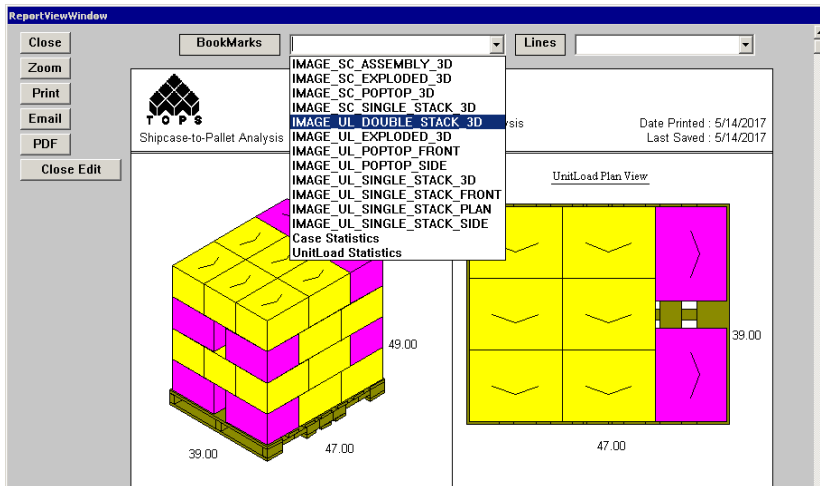 ReportViewWindow
Close
BookMarks
Lines
Zoom
Print
Email
PDF
Close Edit
IMAGE_SC_ASSEMBLY_3D
IMAGE_SC_EXPLODED_3D
IMAGE_SC_POPTOP_3D
IMAGE_SC_SINGLE_STACK_3D
IMAGE_UL_DOUBLE_STACK_3D
IMAGE_UL_EXPLODED_3D
IMAGE_UL_POPTOP_FRONT
IMAGE_UL_POPTOP_SIDE
IMAGE_UL_SINGLE_STACK_3D
IMAGE_UL_SINGLE_STACK_FRONT
IMAGE_UL_SINGLE_STACK_PLAN
IMAGE_UL_SINGLE_STACK_SIDE
Case Statistics
UnitLoad Statistics
TOPS
Shipcase-to-Pallet Analysis
Date Printed : 5/14/2017
Last Saved : 5/14/2017
UnitLoad Plan View
49.00
39.00
47.00
39.00
47.00